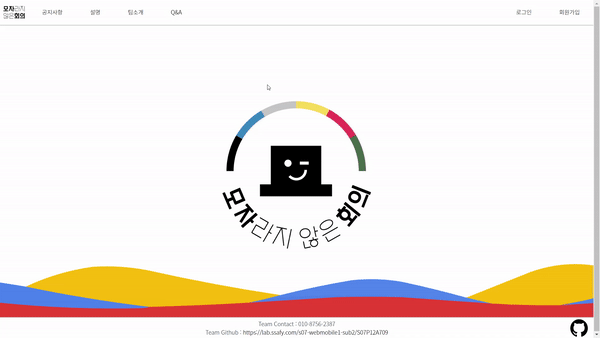 모자라지
않은회의
공지사항 설명 팀소개 Q&A 로그인 회원가입
모자라지 않은 회의
Team Contact : 010-8756-2387
Team Github : https://lab.ssafy.com/s07-webmobile1-sub2/S07P12A709